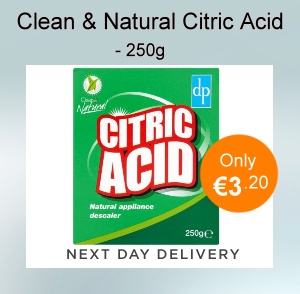 Clean & Natural Citric Acid
- 250g
dp
Clean & Natural
CITRIC
ACID
Natural appliance
descaler
250g℮
Only
€3.20
NEXT DAY DELIVERY